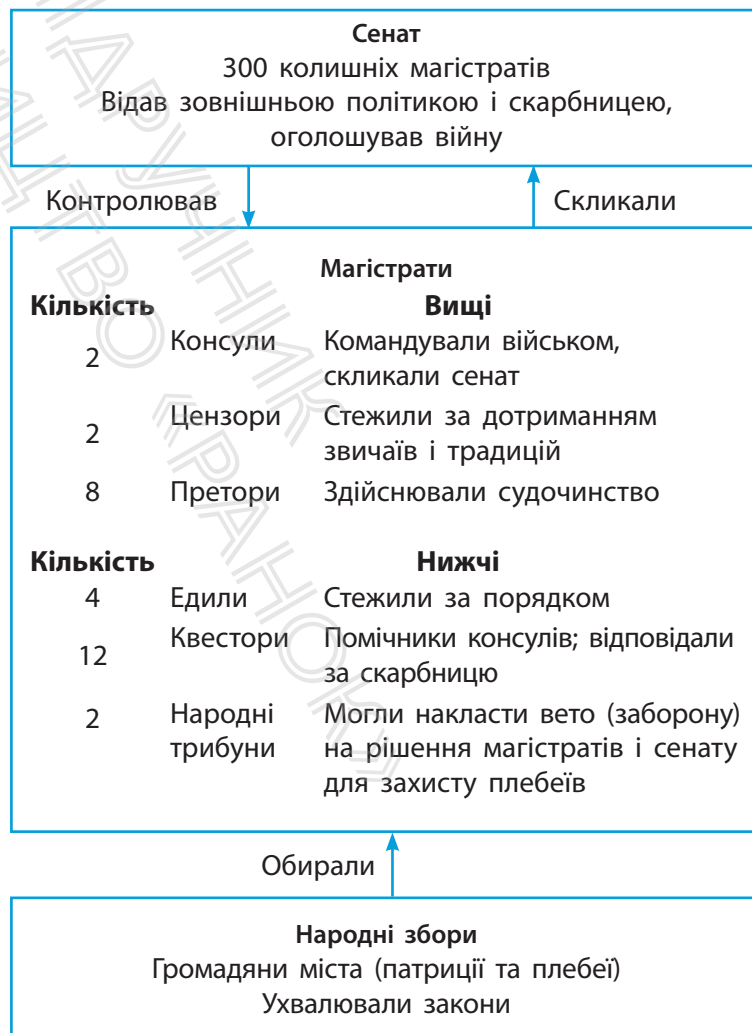 Сенат
300 колишніх магістратів
Відав зовнішньою політикою і скарбницею,
оголошував війну
Контролював
Скликали
Магістрати
Кількість Вищі
2 Консули Командували військом,
скликали сенат
2 Цензори Стежили за дотриманням
звичаїв і традицій
8 Претори Здійснювали судочинство
Кількість Нижчі
4 Едили Стежили за порядком
12 Квестори Помічники консулів; відповідали
за скарбницю
2 Народні Могли накласти вето (заборону)
трибуни на рішення магістратів і сенату
для захисту плебеїв
Обирали
Народні збори
Громадяни міста (патриції та плебеї)
Ухвалювали закони